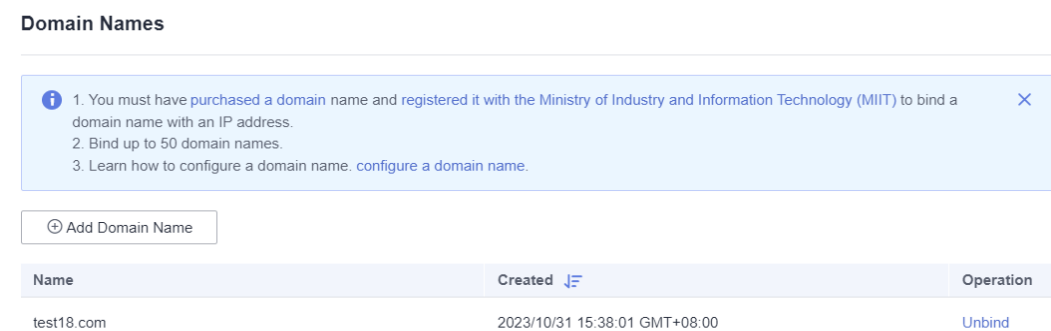 Domain Names
1. You must have purchased a domain name and registered it with the Ministry of Industry and Information Technology (MIIT) to bind a
domain name with an IP address.
2. Bind up to 50 domain names.
3. Learn how to configure a domain name. configure a domain name.
Add Domain Name
Name Created Operation
test18.com 2023/10/31 15:38:01 GMT+08:00 Unbind